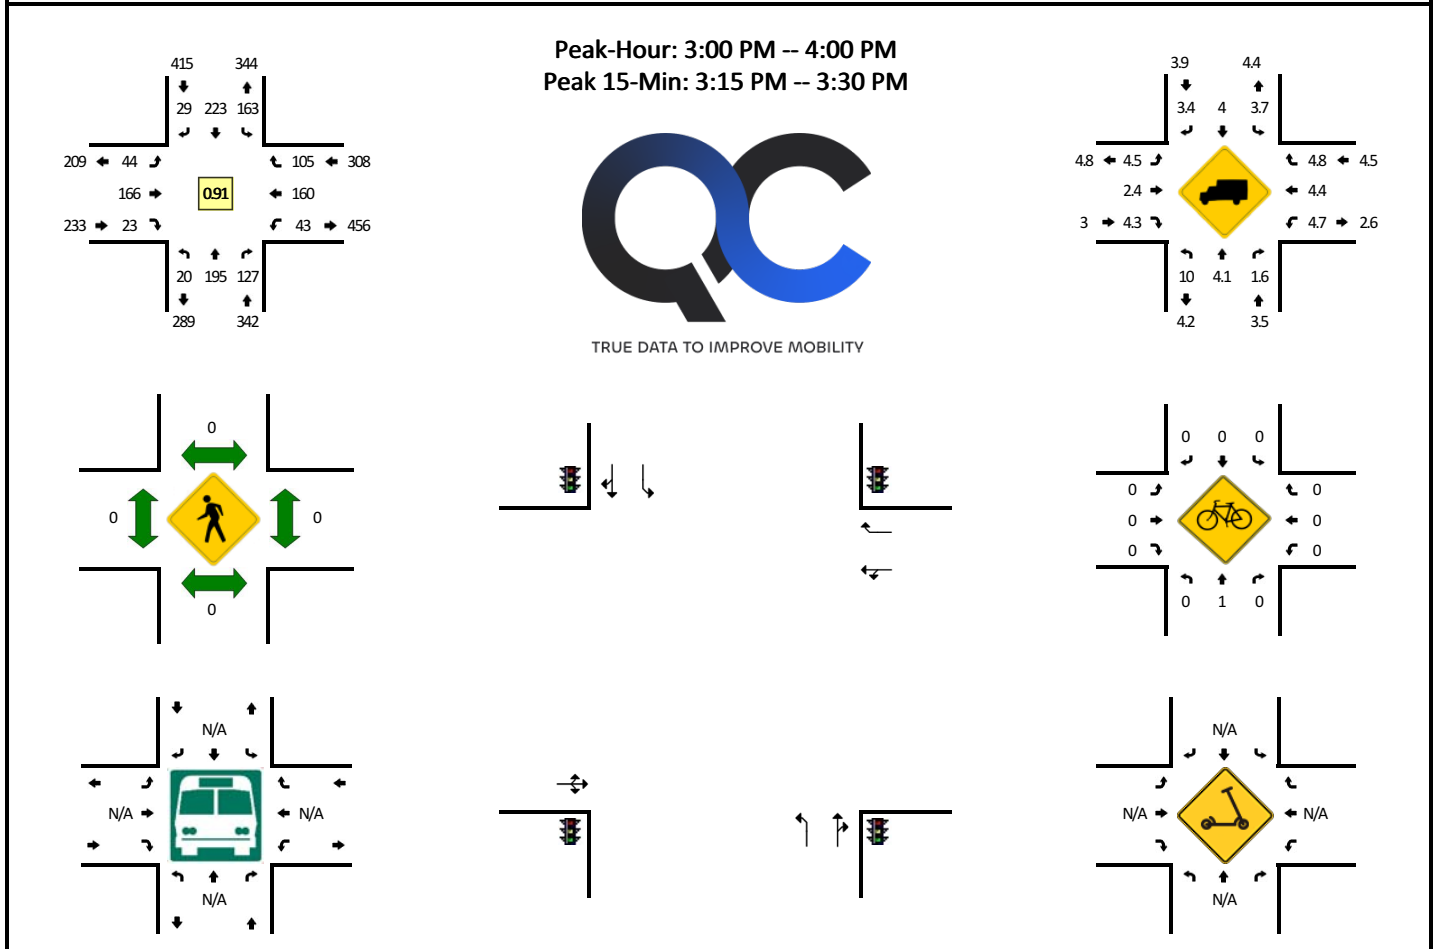 Peak-Hour: 3:00 PM -- 4:00 PM
Peak 15-Min: 3:15 PM -- 3:30 PM
415 344
29 223 163
209 44 105 308
166 0.91 160
233 23 43 456
20 195 127
289 342
QC
TRUE DATA TO IMPROVE MOBILITY
3.9 4.4
3.4 4 3.7
4.8 4.5 4.8 4.5
2.4 4.4
3 4.3 4.7 2.6
10 4.1 1.6
4.2 3.5
0
0 0
0
0 0 0
0 0
0 0
0 0
0 1 0
N/A
N/A N/A
N/A
N/A
N/A N/A
N/A